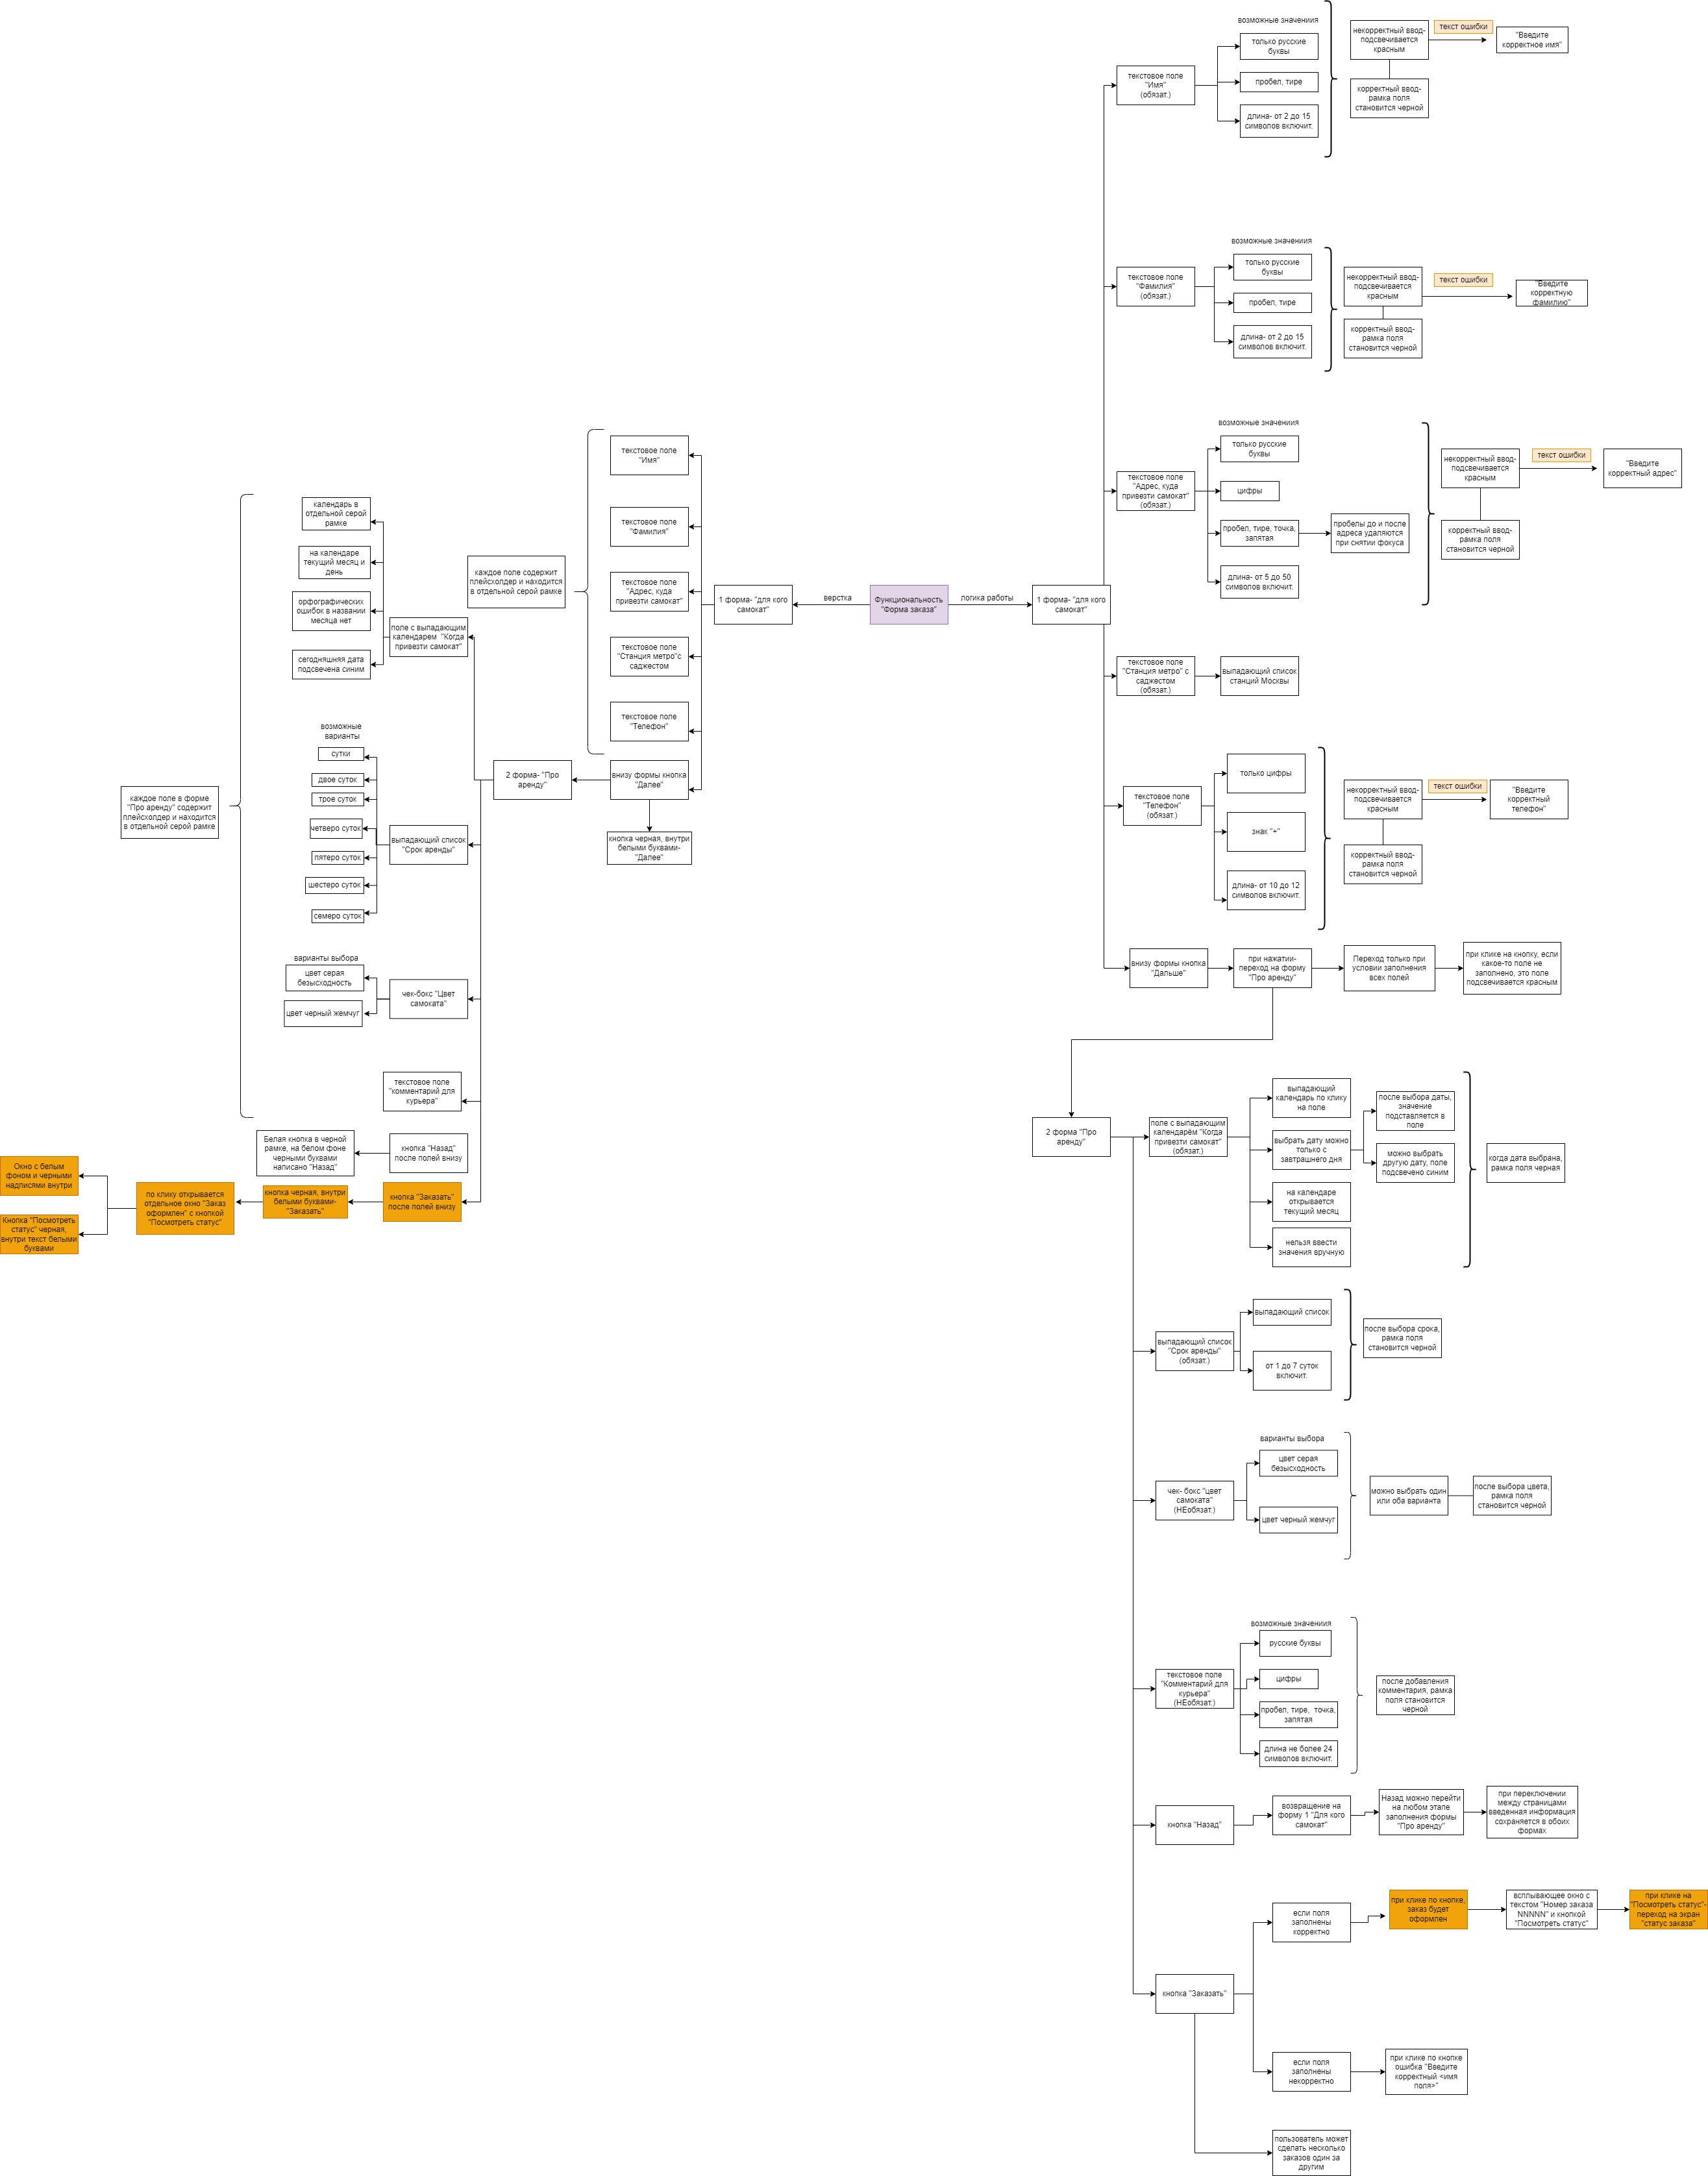 Функциональность
"Форма заказа"
верстка
логика работы
1 форма- "для кого
самокат"
текстовое поле
"Имя"
текстовое поле
"Фамилия"
текстовое поле
"Адрес, куда
привезти самокат"
текстовое поле
"Станция метро"с
саджестом
текстовое поле
"Телефон"
каждое поле содержит
плейсхолдер и находится
в отдельной серой рамке
внизу формы кнопка
"Далее"
кнопка черная, внутри
белыми буквами-
"Далее"
2 форма- "Про
аренду"
поле с выпадающим
календарем "Когда
привезти самокат"
календарь в
отдельной серой
рамке
на календаре
текущий месяц и
день
орфографических
ошибок в названии
месяца нет
сегодняшняя дата
подсвечена синим
выпадающий список
"Срок аренды"
возможные
варианты
сутки
двое суток
трое суток
четверо суток
пятеро суток
шестеро суток
семеро суток
чек-бокс "Цвет
самоката"
варианты выбора
цвет серая
безысходность
цвет черный жемчуг
текстовое поле
"комментарий для
курьера"
каждое поле в форме
"Про аренду" содержит
плейсхолдер и находится
в отдельной серой рамке
кнопка "Назад"
после полей внизу
Белая кнопка в черной
рамке, на белом фоне
черными буквами
написано "Назад"
кнопка "Заказать"
после полей внизу
кнопка черная, внутри
белыми буквами-
"Заказать"
по клику открывается
отдельное окно "Заказ
оформлен" с кнопкой
"Посмотреть статус"
Окно с белым
фоном и черными
надписями внутри
Кнопка "Посмотреть
статус" черная,
внутри текст белыми
буквами
1 форма- "для кого
самокат"
текстовое поле
"Имя"
(обязат.)
возможные значениия
только русские
буквы
пробел, тире
длина- от 2 до 15
символов включит.
некорректный ввод-
подсвечивается
красным
текст ошибки
"Введите
корректное имя"
корректный ввод-
рамка поля
становится черной
текстовое поле
"Фамилия"
(обязат.)
возможные значениия
только русские
буквы
пробел, тире
длина- от 2 до 15
символов включит.
некорректный ввод-
подсвечивается
красным
текст ошибки
"Введите
корректную
фамилию"
корректный ввод-
рамка поля
становится черной
текстовое поле
"Адрес, куда
привезти самокат"
(обязат.)
возможные значениия
только русские
буквы
цифры
пробел, тире, точка,
запятая
пробелы до и после
адреса удаляются
при снятии фокуса
длина- от 5 до 50
символов включит.
некорректный ввод-
подсвечивается
красным
текст ошибки
"Введите
корректный адрес"
корректный ввод-
рамка поля
становится черной
текстовое поле
"Станция метро" с
саджестом
(обязат.)
выпадающий список
станций Москвы
текстовое поле
"Телефон"
(обязат.)
только цифры
знак "+"
длина- от 10 до 12
символов включит.
некорректный ввод-
подсвечивается
красным
текст ошибки
"Введите
корректный
телефон"
корректный ввод-
рамка поля
становится черной
внизу формы кнопка
"Дальше"
при нажатии-
переход на форму
"Про аренду"
Переход только при
условии заполнения
всех полей
при клике на кнопку, если
какое-то поле не
заполнено, это поле
подсвечивается красным
2 форма "Про
аренду"
поле с выпадающим
календарём "Когда
привезти самокат"
(обязат.)
выпадающий
календарь по клику
на поле
выбрать дату можно
только с
завтрашнего дня
после выбора даты,
значение
подставляется в
поле
можно выбрать
другую дату, поле
подсвечено синим
на календаре
открывается
текущий месяц
нельзя ввести
значения вручную
когда дата выбрана,
рамка поля черная
выпадающий список
"Срок аренды"
(обязат.)
выпадающий список
от 1 до 7 суток
включит.
после выбора срока,
рамка поля
становится черной
чек- бокс "цвет
самоката"
(НЕобязат.)
варианты выбора
цвет серая
безысходность
цвет черный жемчуг
можно выбрать один
или оба варианта
после выбора цвета,
рамка поля
становится черной
текстовое поле
"Комментарий для
курьера"
(НЕобязат.)
возможные значениия
русские буквы
цифры
пробел, тире, точка,
запятая
длина не более 24
символов включит.
после добавления
комментария, рамка
поля становится
черной
кнопка "Назад"
возвращение на
форму 1 "Для кого
самокат"
Назад можно перейти
на любом этапе
заполнения формы
"Про аренду"
при переключении
между страницами
введенная информация
сохраняется в обоих
формах
кнопка "Заказать"
если поля
заполнены
корректно
при клике по кнопке,
заказ будет
оформлен
всплывающее окно с
текстом "Номер заказа
NNNNN" и кнопкой
"Посмотреть статус"
при клике на
"Посмотреть статус"-
переход на экран
"статус заказа"
если поля
заполнены
некорректно
при клике по кнопке
ошибка "Введите
корректный <имя
поля>"
пользователь может
сделать несколько
заказов один за
другим